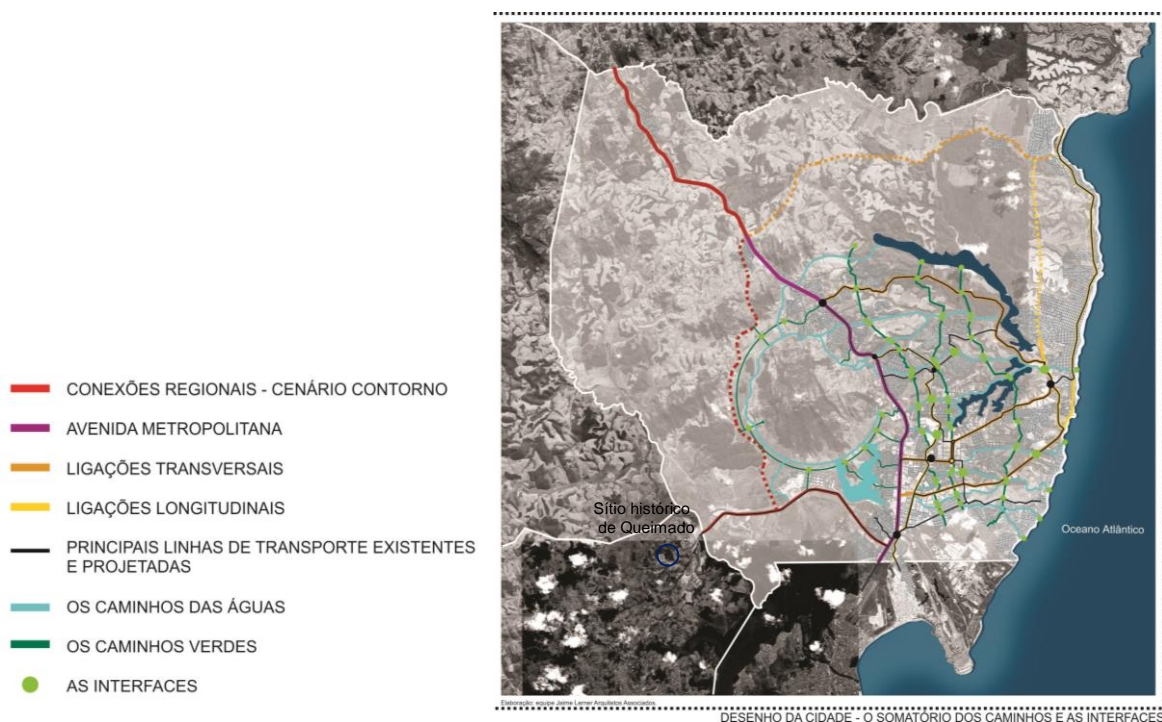 CONEXÕES REGIONAIS - CENÁRIO CONTORNO
AVENIDA METROPOLITANA
LIGAÇÕES TRANSVERSAIS
LIGAÇÕES LONGITUDINAIS
PRINCIPAIS LINHAS DE TRANSPORTE EXISTENTES
E PROJETADAS
OS CAMINHOS DAS ÁGUAS
OS CAMINHOS VERDES
AS INTERFACES
Sítio histórico
de Queimado
Oceano Atlântico
Elaboração: equipe Jaime Lerner Arquitetos Associados.
DESENHO DA CIDADE - O SOMATÓRIO DOS CAMINHOS E AS INTERFACES